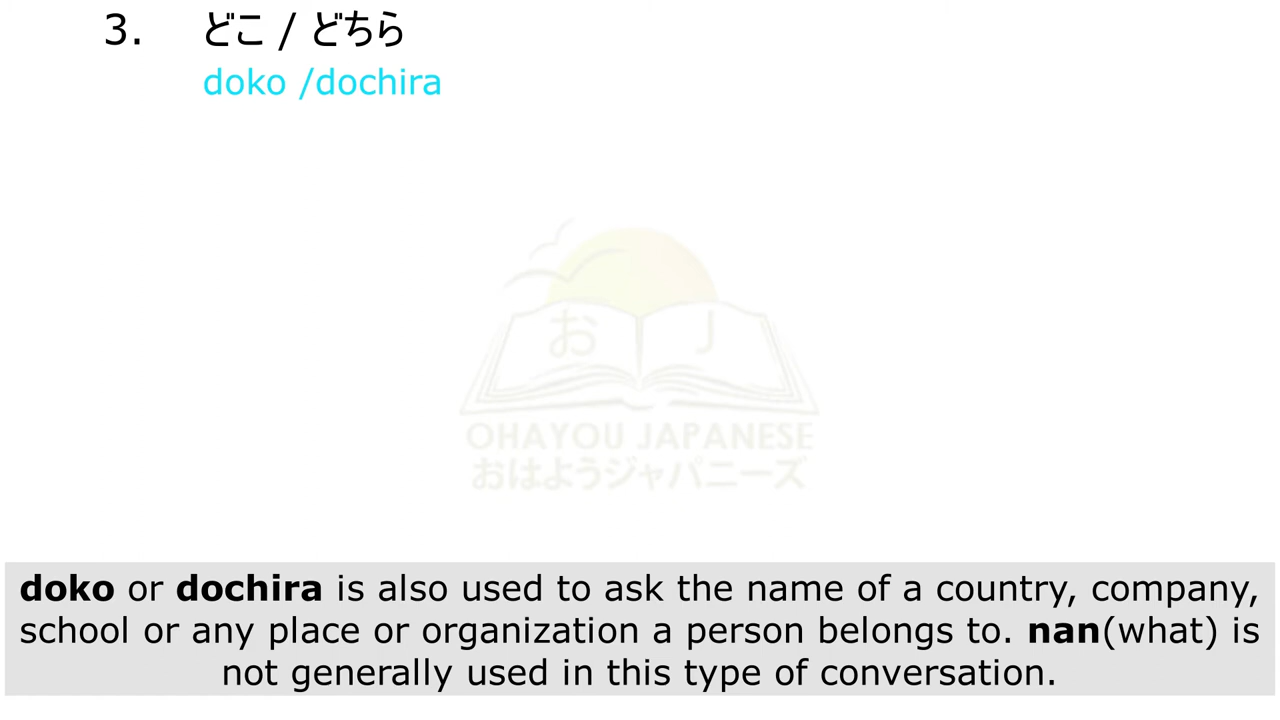 3. どこ / どちら
doko /dochira
お J
OHAYOU JAPANESE
おはようジャパニーズ
doko or dochira is also used to ask the name of a country, company,
school or any place or organization a person belongs to. nan(what) is
not generally used in this type of conversation.